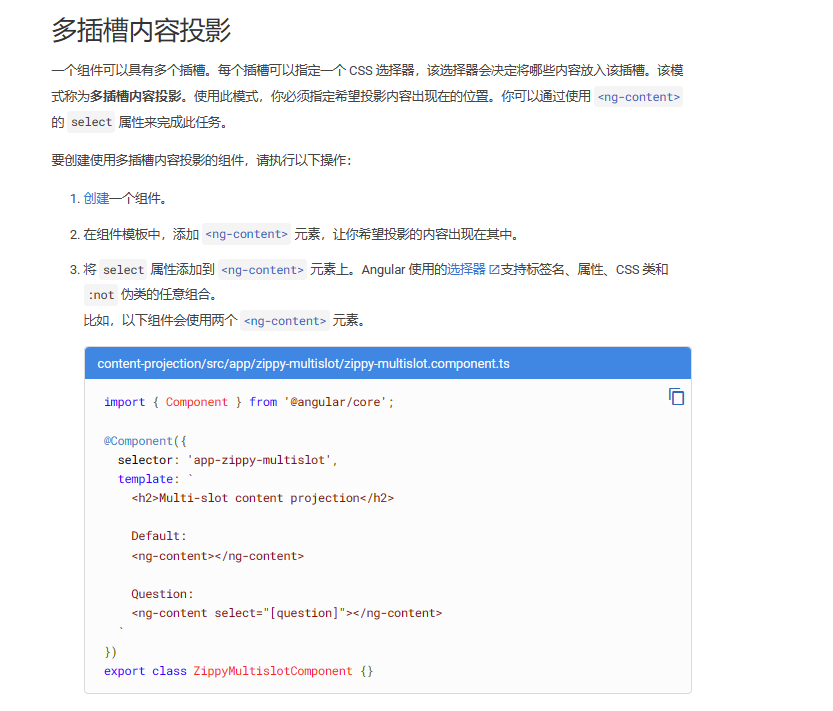 多插槽内容投影
一个组件可以具有多个插槽。每个插槽可以指定一个 CSS 选择器，该选择器会决定将哪些内容放入该插槽。该模
式称为多插槽内容投影。使用此模式，你必须指定希望投影内容出现在的位置。你可以通过使用 <ng-content>
的 select 属性来完成此任务。
要创建使用多插槽内容投影的组件，请执行以下操作：
1. 创建一个组件。
2. 在组件模板中，添加 <ng-content> 元素，让你希望投影的内容出现在其中。
3. 将 select 属性添加到 <ng-content> 元素上。Angular 使用的选择器支持标签名、属性、CSS 类和
:not 伪类的任意组合。
比如，以下组件会使用两个 <ng-content> 元素。
content-projection/src/app/zippy-multislot/zippy-multislot.component.ts
import { Component } from '@angular/core';
@Component({
selector: 'app-zippy-multislot',
template: `
<h2>Multi-slot content projection</h2>
Default:
<ng-content></ng-content>
Question:
<ng-content select="[question]"></ng-content>
`
})
export class ZippyMultislotComponent {}